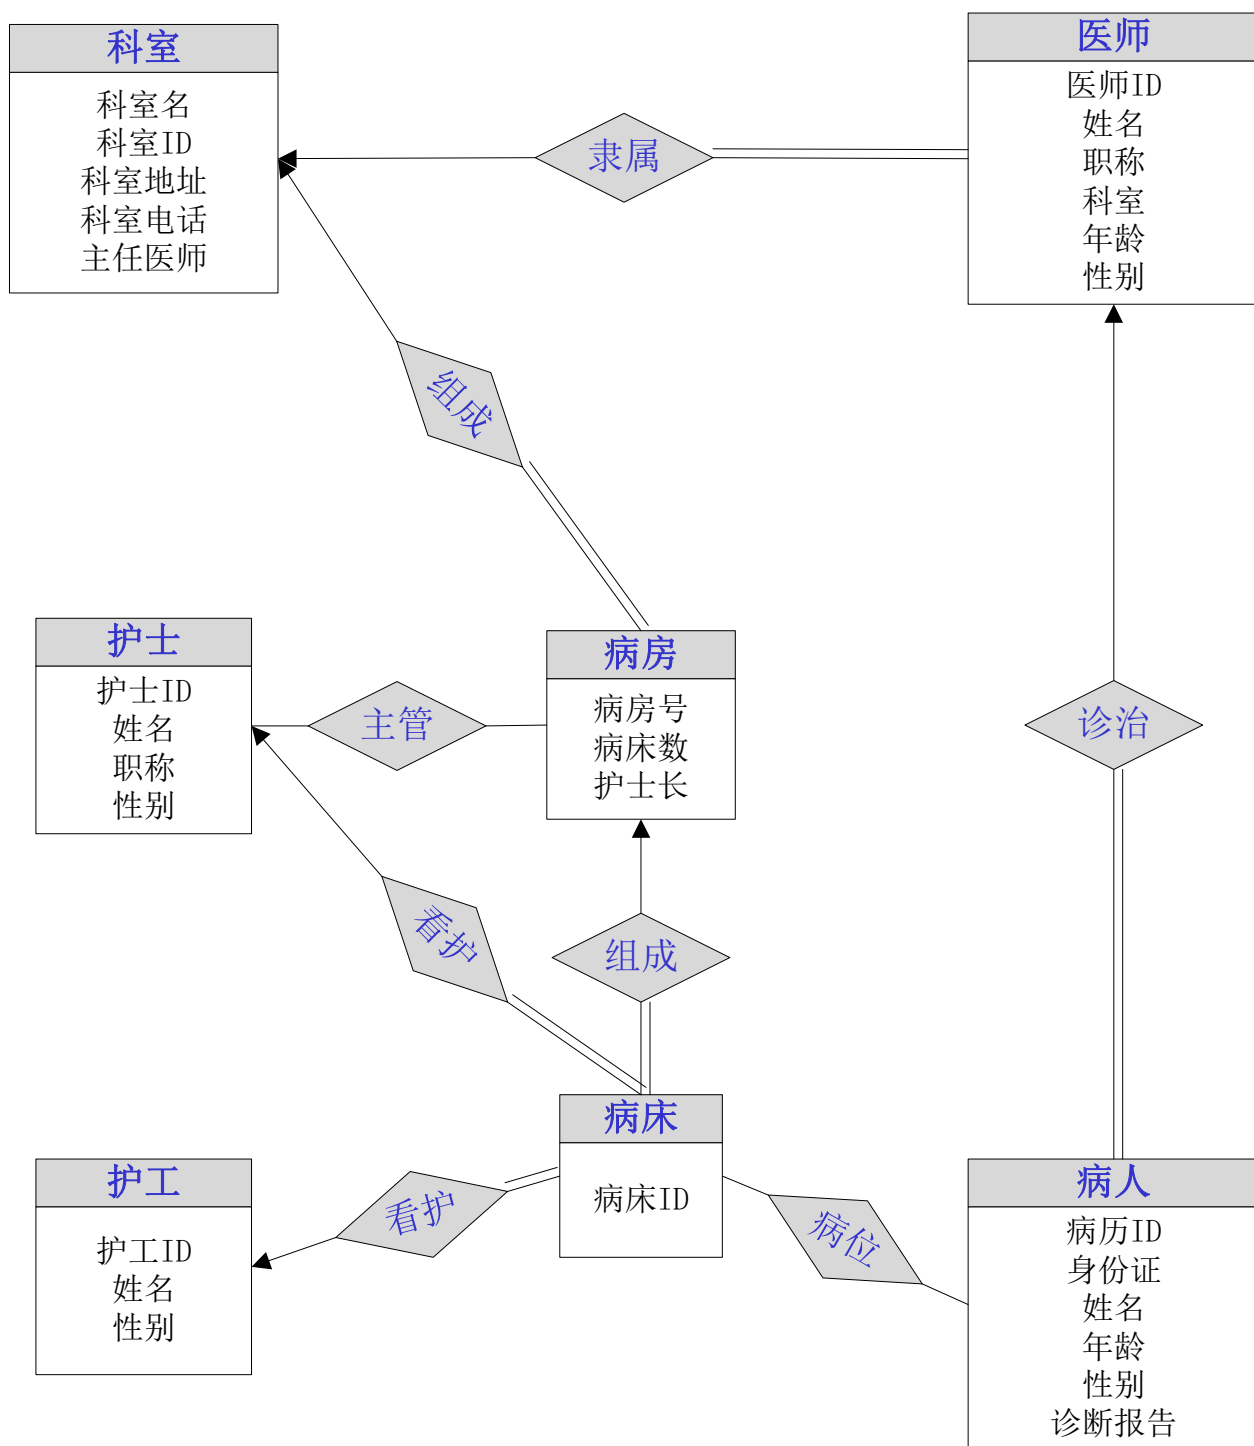 科室
科室名
科室ID
科室地址
科室电话
主任医师
隶属
医师
医师ID
姓名
职称
科室
年龄
性别
组成
护士
护士ID
姓名
职称
性别
主管
病房
病房号
病床数
护士长
诊治
看护
组成
护工
护工ID
姓名
性别
看护
病床
病床ID
病位
病人
病历ID
身份证
姓名
年龄
性别
诊断报告